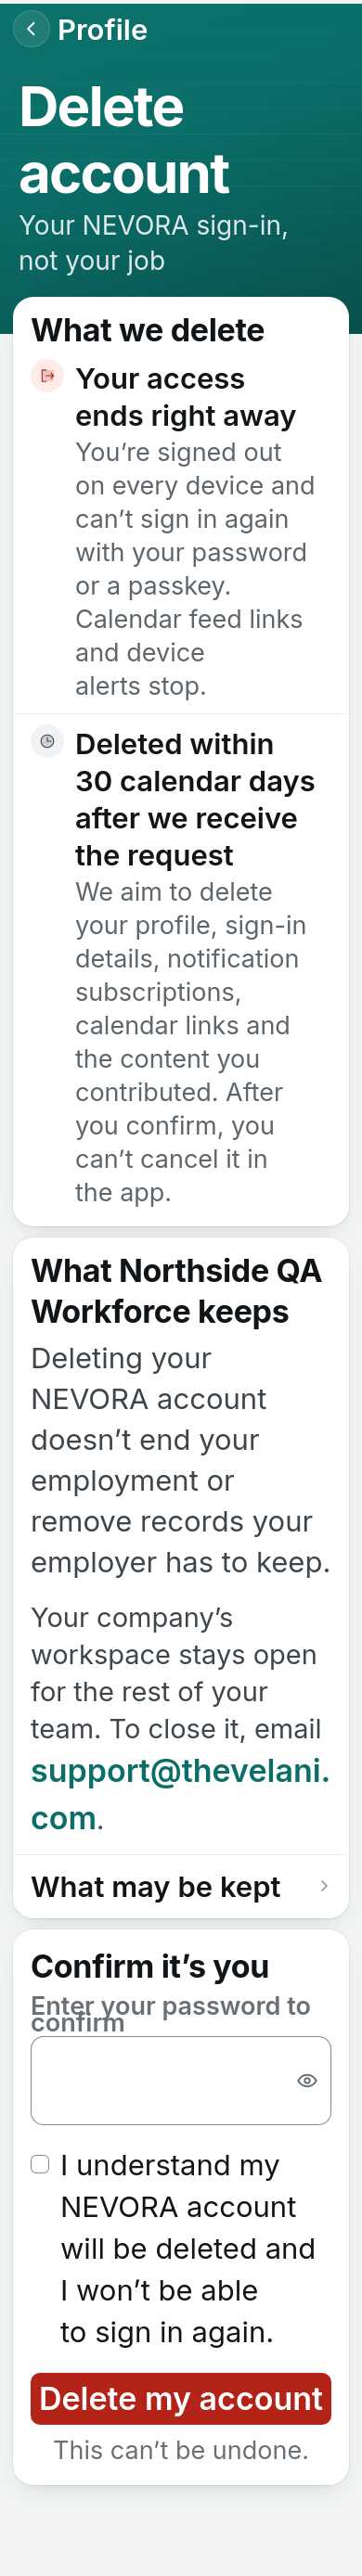 Profile
Delete
account
Your NEVORA sign-in,
not your job
What we delete
Your access
ends right away
You’re signed out
on every device and
can’t sign in again
with your password
or a passkey.
Calendar feed links
and device
alerts stop.
Deleted within
30 calendar days
after we receive
the request
We aim to delete
your profile, sign-in
details, notification
subscriptions,
calendar links and
the content you
contributed. After
you confirm, you
can’t cancel it in
the app.
What Northside QA
Workforce keeps
Deleting your
NEVORA account
doesn’t end your
employment or
remove records your
employer has to keep.
Your company’s
workspace stays open
for the rest of your
team. To close it, email
support@thevelani.
com.
What may be kept
Confirm it’s you
Enter your password to
confirm
I understand my
NEVORA account
will be deleted and
I won’t be able
to sign in again.
Delete my account
This can’t be undone.